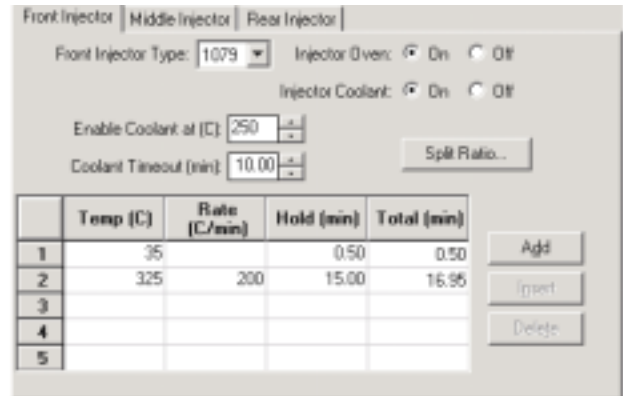 Front Injector Middle Injector Rear Injector
Front Injector Type: 1079 Injector Oven: On Off
Injector Coolant: On Off
Enable Coolant at (C): 250
Coolant Timeout (min): 10.00
Split Ratio...
Temp (C) Rate (C/min) Hold (min) Total (min)
1 35 0.50 0.50
2 325 200 15.00 16.95
3
4
5
Add
Insert
Delete